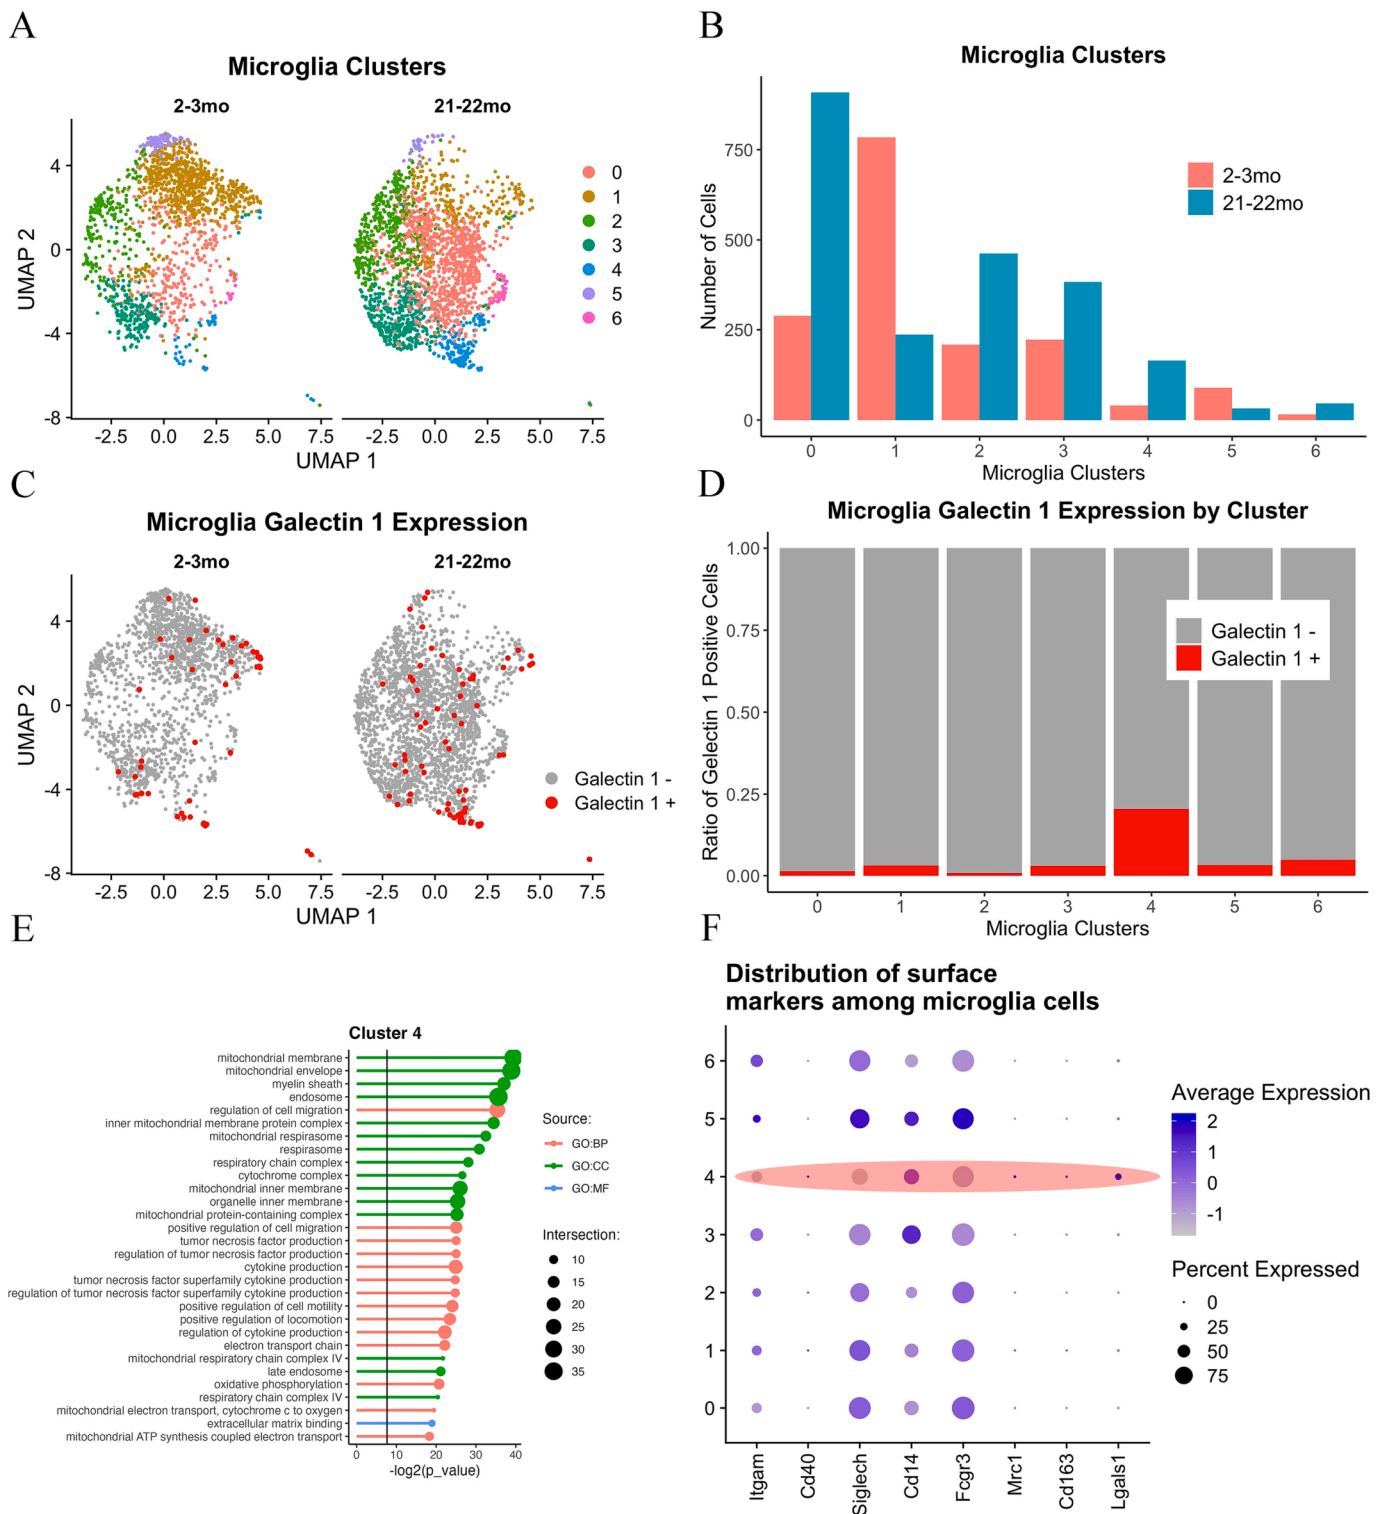 A
Microglia Clusters
2-3mo
21-22mo
UMAP 2
4
0
-4
-8
-2.5
0.0
2.5
5.0
7.5
-2.5
0.0
2.5
5.0
7.5
UMAP 1
0
1
2
3
4
5
6
B
Microglia Clusters
Number of Cells
750
500
250
0
2-3mo
21-22mo
0
1
2
3
4
5
6
Microglia Clusters
C
Microglia Galectin 1 Expression
2-3mo
21-22mo
UMAP 2
4
0
-4
-8
-2.5
0.0
2.5
5.0
7.5
-2.5
0.0
2.5
5.0
7.5
UMAP 1
Galectin 1 -
Galectin 1 +
D
Microglia Galectin 1 Expression by Cluster
Ratio of Gelectin 1 Positive Cells
1.00
0.75
0.50
0.25
0.00
Galectin 1 -
Galectin 1 +
0
1
2
3
4
5
6
Microglia Clusters
E
Cluster 4
mitochondrial membrane
mitochondrial envelope
myelin sheath
endosome
regulation of cell migration
inner mitochondrial membrane protein complex
mitochondrial respirasome
respirasome
respiratory chain complex
cytochrome complex
mitochondrial inner membrane
organelle inner membrane
mitochondrial protein-containing complex
positive regulation of cell migration
tumor necrosis factor production
regulation of tumor necrosis factor production
cytokine production
tumor necrosis factor superfamily cytokine production
regulation of tumor necrosis factor superfamily cytokine production
positive regulation of cell motility
positive regulation of locomotion
regulation of cytokine production
electron transport chain
mitochondrial respiratory chain complex IV
late endosome
oxidative phosphorylation
respiratory chain complex IV
mitochondrial electron transport, cytochrome c to oxygen
extracellular matrix binding
mitochondrial ATP synthesis coupled electron transport
0
10
20
30
40
-log2(p_value)
Source:
GO:BP
GO:CC
GO:MF
Intersection:
10
15
20
25
30
35
F
Distribution of surface
markers among microglia cells
6
5
4
3
2
1
0
Itgam
Cd40
Siglech
Cd14
Fcgr3
Mrc1
Cd163
Lgals1
Average Expression
2
1
0
-1
Percent Expressed
0
25
50
75